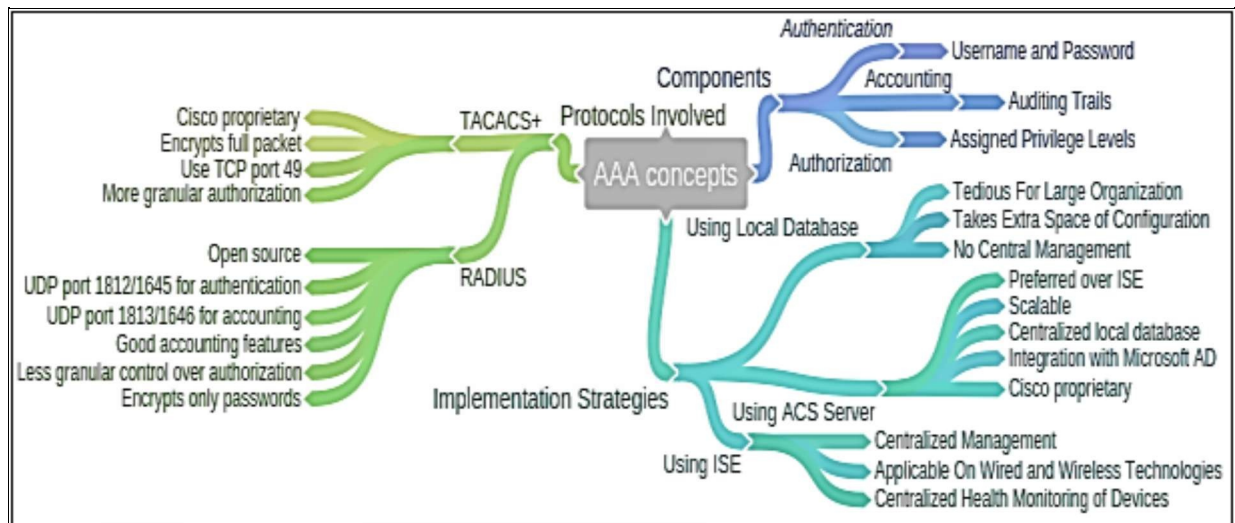 AAA concepts
Protocols Involved
TACACS+
Cisco proprietary
Encrypts full packet
Use TCP port 49
More granular authorization
RADIUS
Open source
UDP port 1812/1645 for authentication
UDP port 1813/1646 for accounting
Good accounting features
Less granular control over authorization
Encrypts only passwords
Components
Authentication
Username and Password
Accounting
Auditing Trails
Authorization
Assigned Privilege Levels
Implementation Strategies
Using Local Database
Tedious For Large Organization
Takes Extra Space of Configuration
No Central Management
Using ACS Server
Preferred over ISE
Scalable
Centralized local database
Integration with Microsoft AD
Cisco proprietary
Using ISE
Centralized Management
Applicable On Wired and Wireless Technologies
Centralized Health Monitoring of Devices